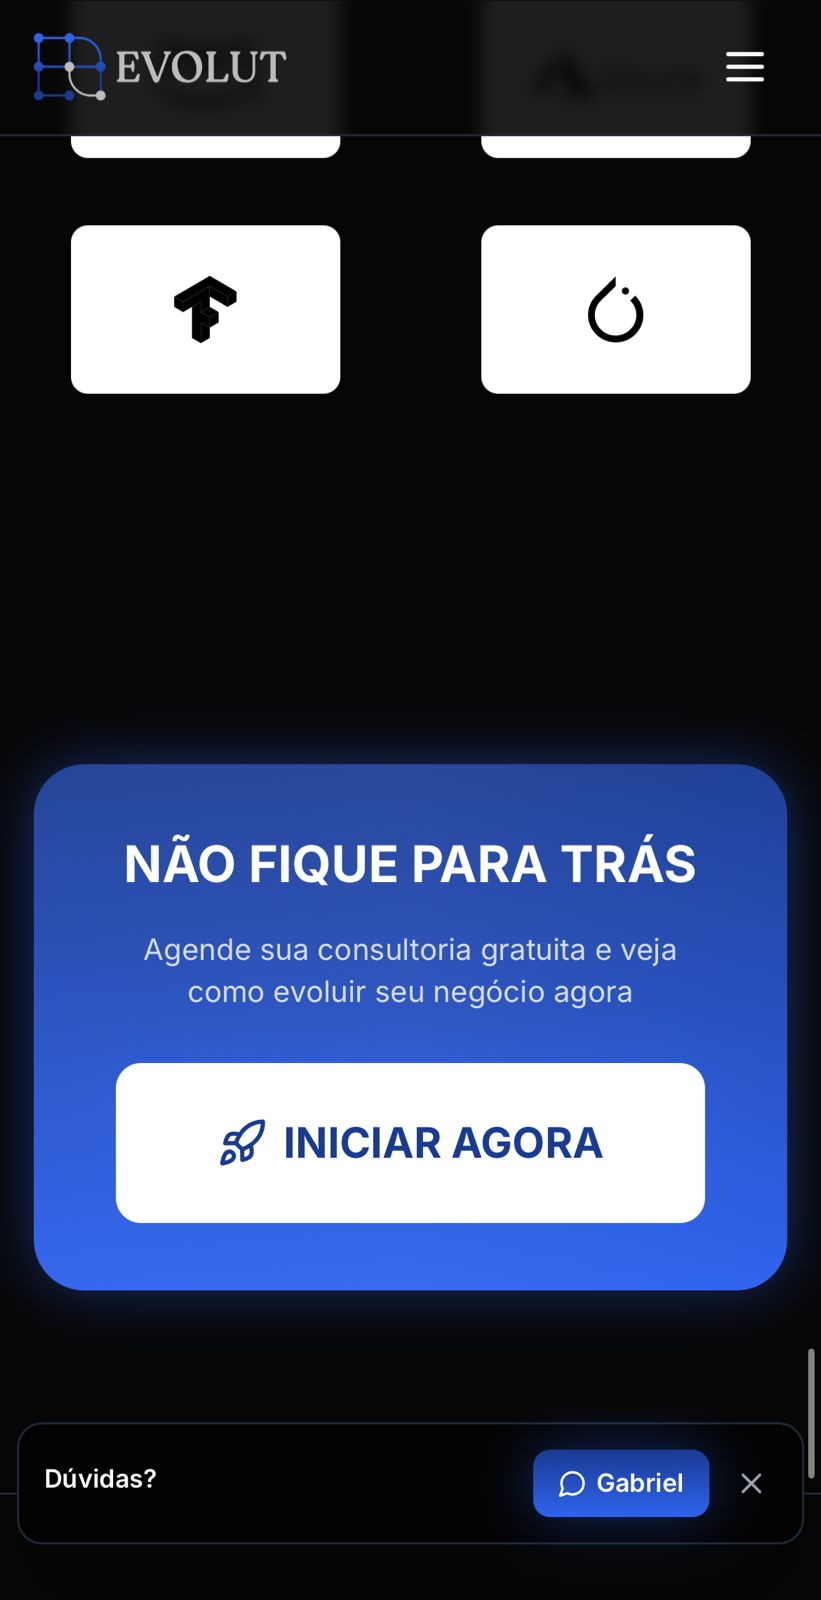 EVOLUT
NÃO FIQUE PARA TRÁS
Agende sua consultoria gratuita e veja
como evoluir seu negócio agora
INICIAR AGORA
Dúvidas?
Gabriel